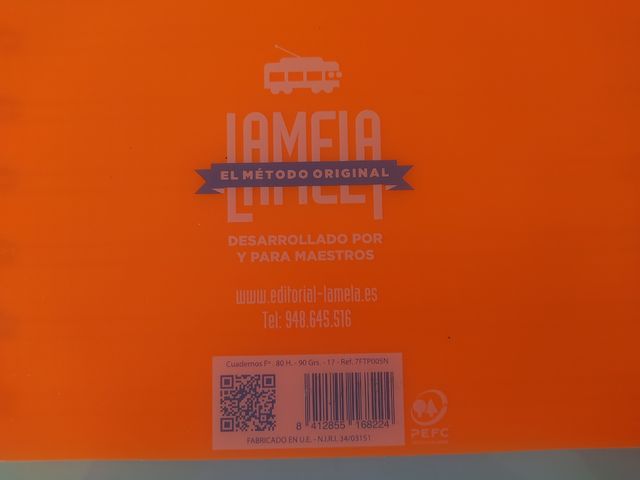 LAMELA
EL MÉTODO ORIGINAL
DESARROLLADO POR
Y PARA MAESTROS
www.editorial-lamela.es
Tel: 948.645.516
Cuadernos Fº 80 H. - 90 Grs. - 17 - Ref. 7FTP005N
8 412855 168224
FABRICADO EN U.E. - N.I.R.I. 34/03151
PEFC